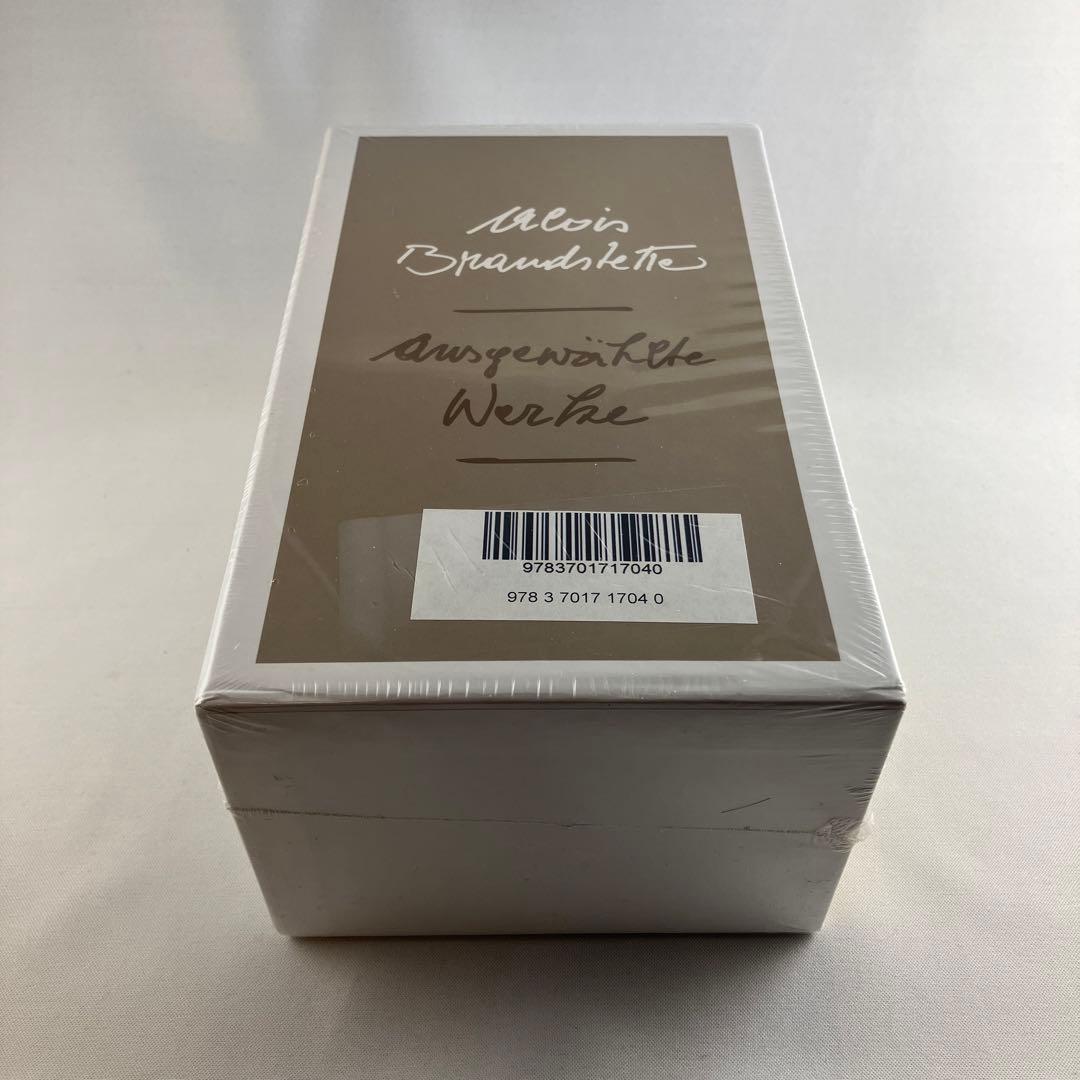 Alois
Brandstetter
ausgewählte
Werke
9783701717040
978 3 7017 1704 0